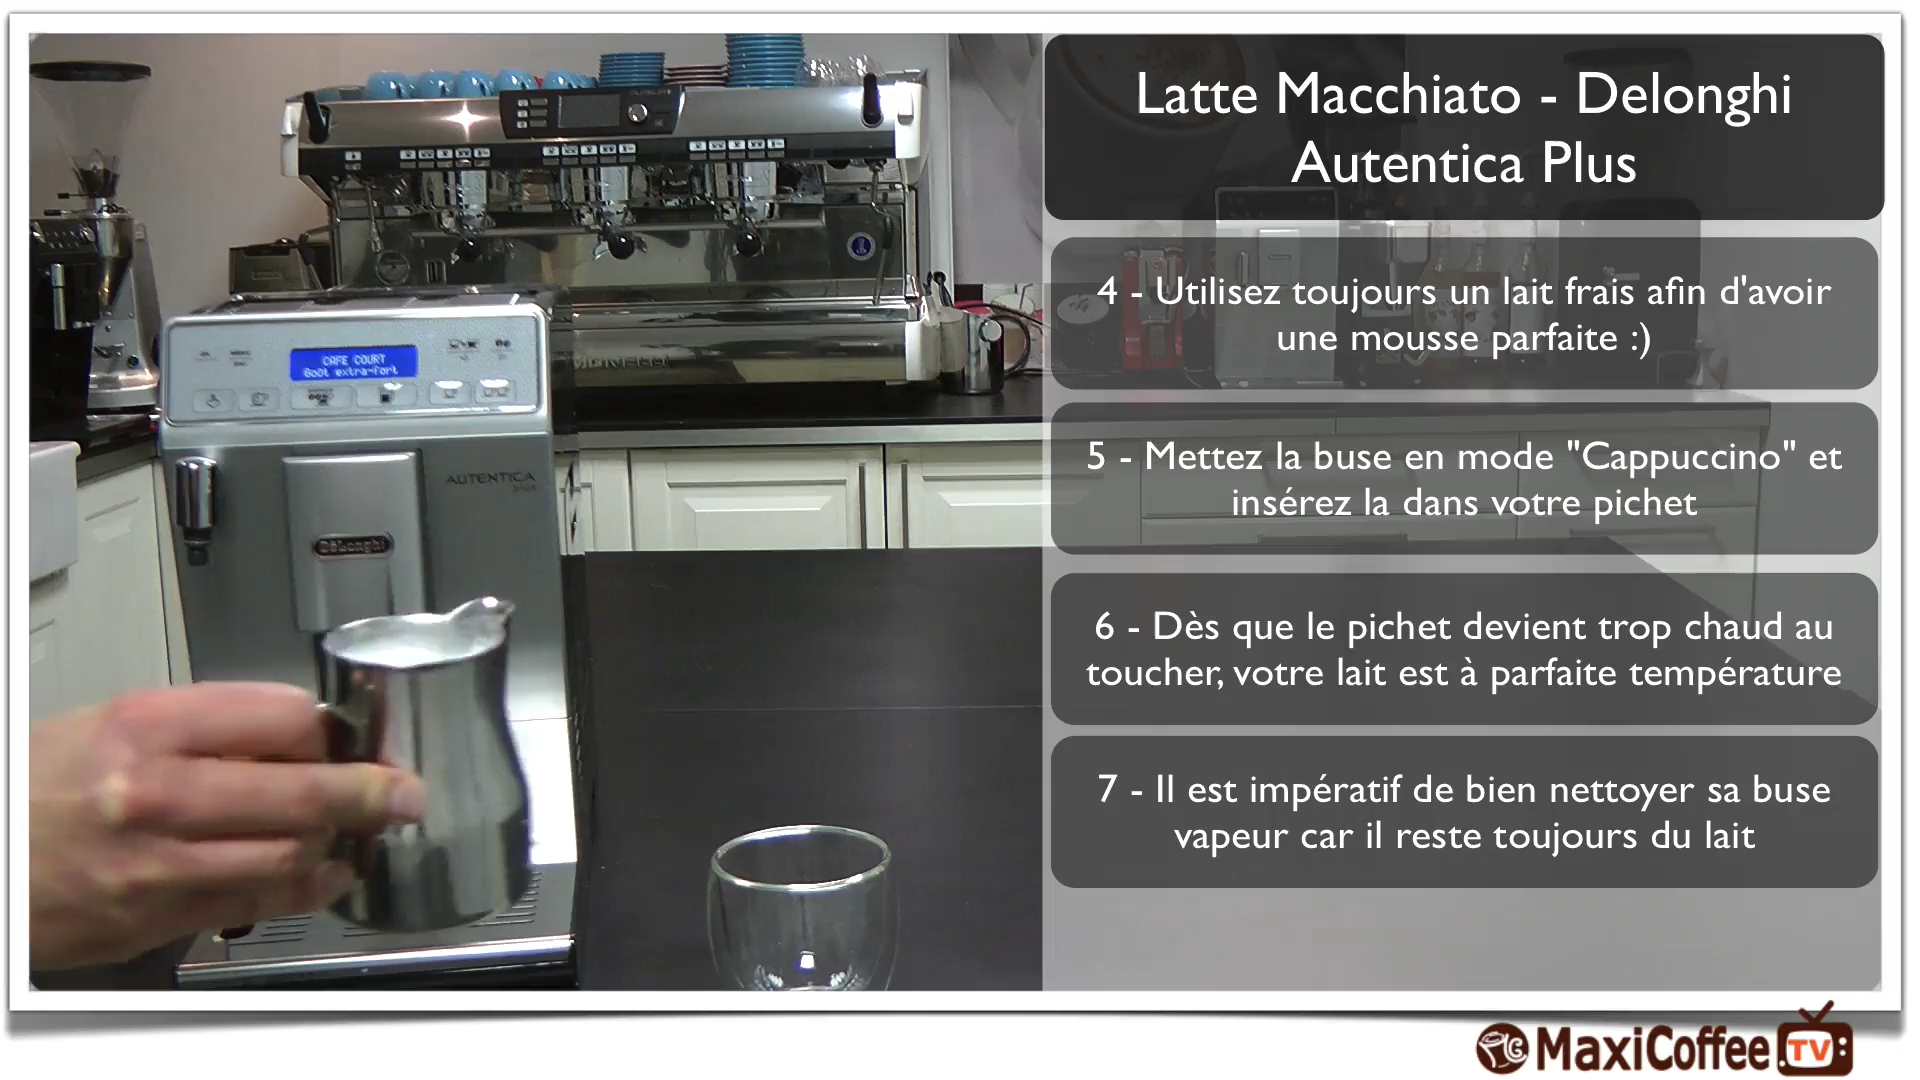 Latte Macchiato - Delonghi
Autentica Plus
4 - Utilisez toujours un lait frais afin d'avoir
une mousse parfaite :)
5 - Mettez la buse en mode "Cappuccino" et
insérez la dans votre pichet
6 - Dès que le pichet devient trop chaud au
toucher, votre lait est à parfaite température
7 - Il est impératif de bien nettoyer sa buse
vapeur car il reste toujours du lait
CAFE COURT
Goût extra-fort
AUTENTICA
plus
DeLonghi
MaxiCoffee TV